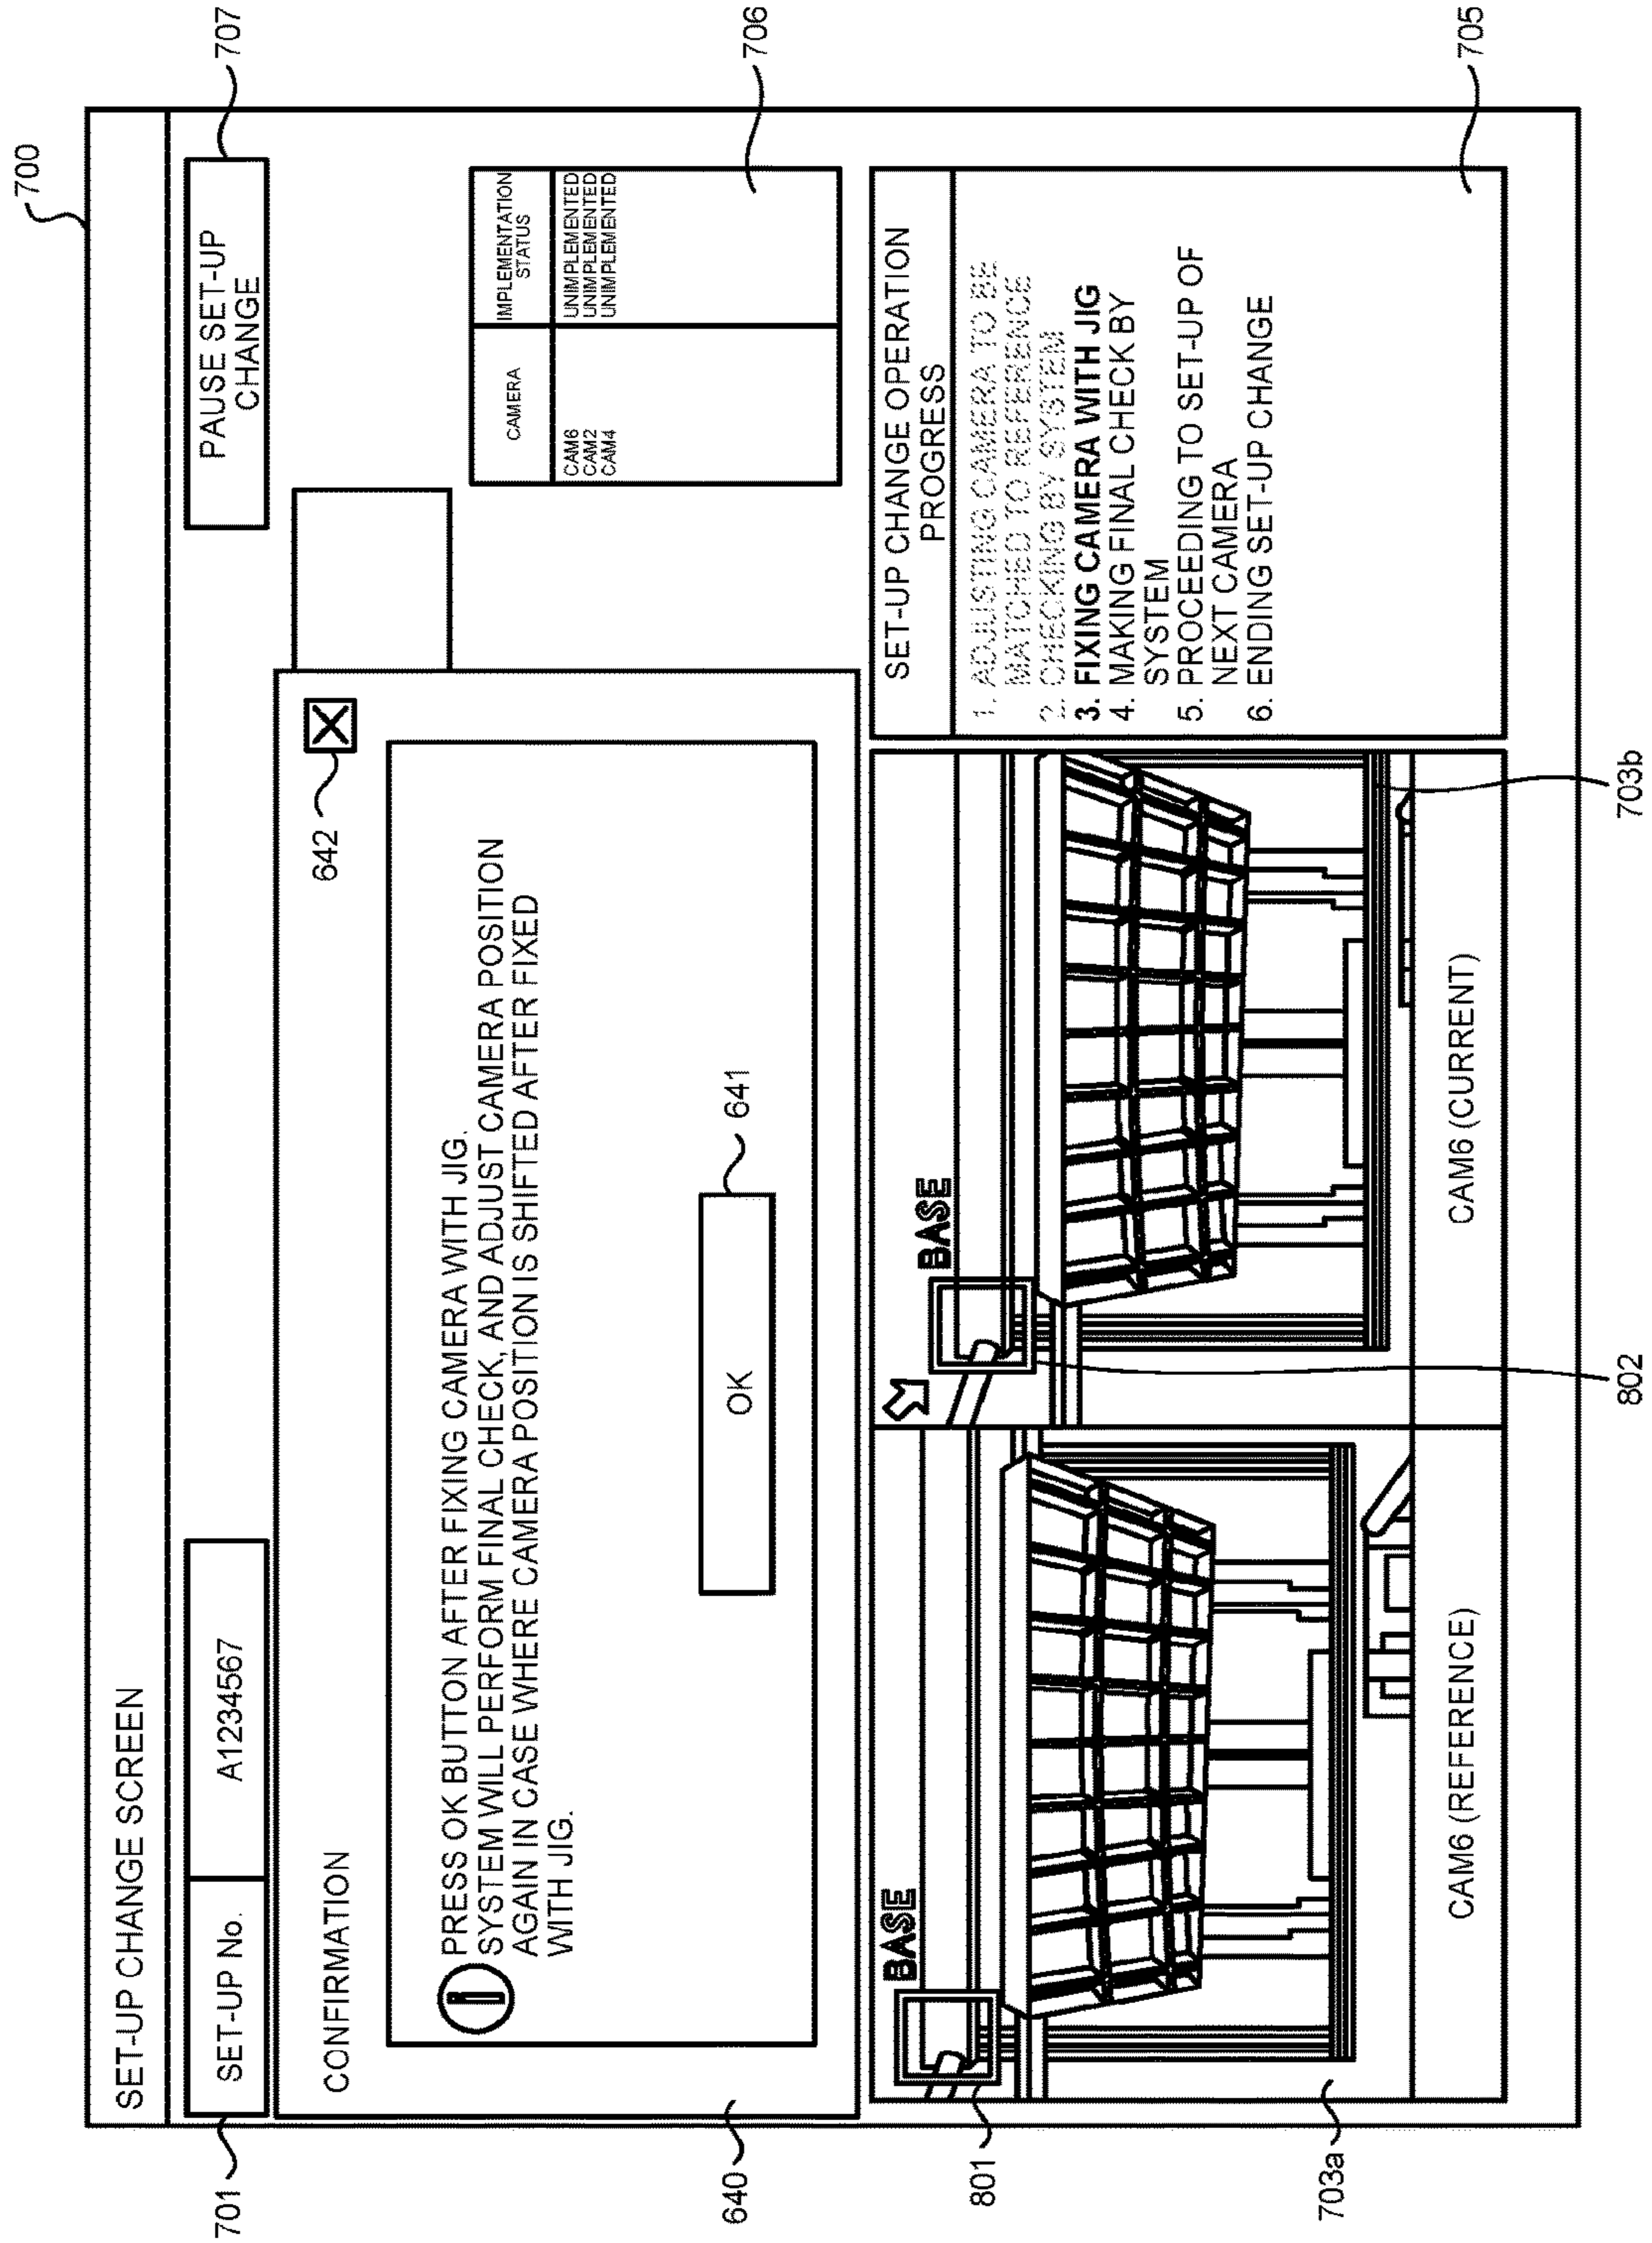 700
SET-UP CHANGE SCREEN
701
SET-UP No.
A1234567
PAUSE SET-UP
CHANGE
707
CONFIRMATION
642
PRESS OK BUTTON AFTER FIXING CAMERA WITH JIG.
SYSTEM WILL PERFORM FINAL CHECK, AND ADJUST CAMERA POSITION
AGAIN IN CASE WHERE CAMERA POSITION IS SHIFTED AFTER FIXED
WITH JIG.
OK
641
640
CAMERA
IMPLEMENTATION
STATUS
CAM6
UNIMPLEMENTED
CAM2
UNIMPLEMENTED
CAM4
UNIMPLEMENTED
706
BASE
801
703a
CAM6 (REFERENCE)
BASE
802
703b
CAM6 (CURRENT)
SET-UP CHANGE OPERATION
PROGRESS
1. ADJUSTING CAMERA TO BE
MATCHED TO REFERENCE
2. CHECKING BY SYSTEM
3. FIXING CAMERA WITH JIG
4. MAKING FINAL CHECK BY
SYSTEM
5. PROCEEDING TO SET-UP OF
NEXT CAMERA
6. ENDING SET-UP CHANGE
705